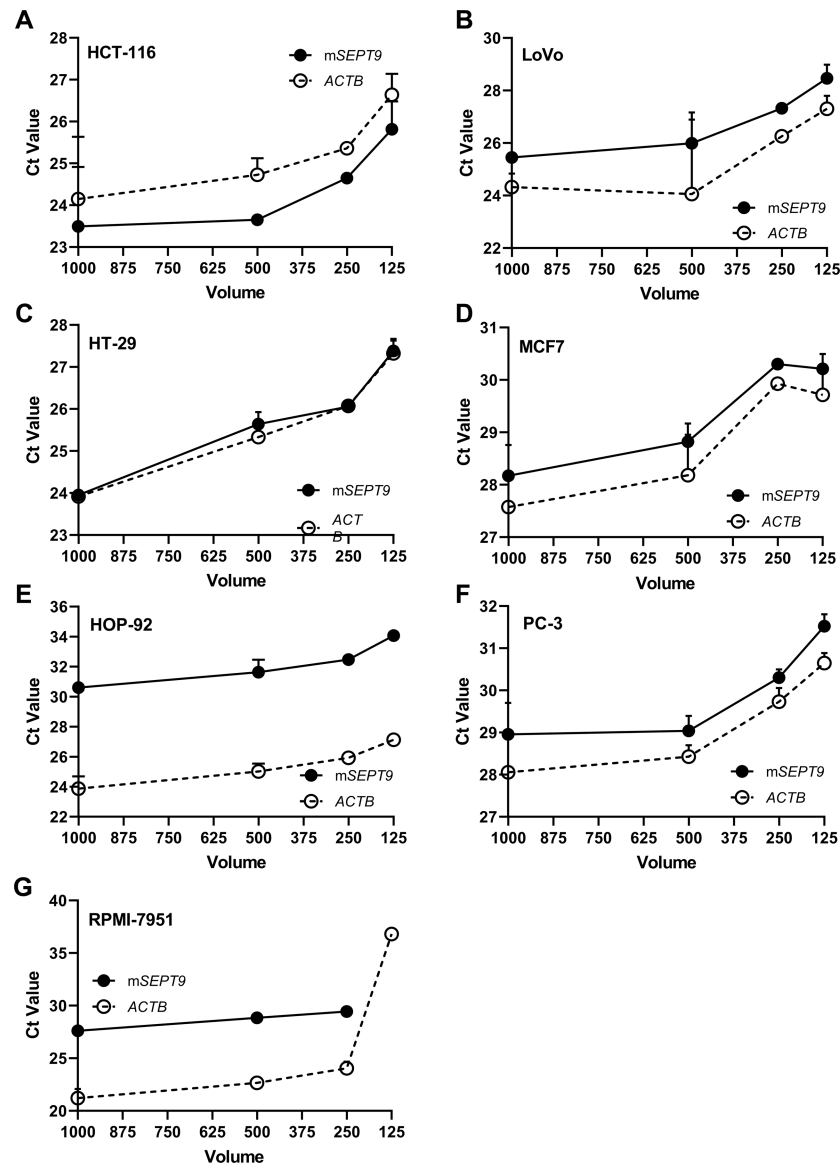 A
HCT-116
mSEPT9
ACTB
Ct Value
28
27
26
25
24
23
1000 875 750 625 500 375 250 125
Volume
B
LoVo
mSEPT9
ACTB
Ct Value
30
28
26
24
22
1000 875 750 625 500 375 250 125
Volume
C
HT-29
mSEPT9
ACT
B
Ct Value
28
27
26
25
24
23
1000 875 750 625 500 375 250 125
Volume
D
MCF7
mSEPT9
ACTB
Ct Value
31
30
29
28
27
1000 875 750 625 500 375 250 125
Volume
E
HOP-92
mSEPT9
ACTB
Ct Value
36
34
32
30
28
26
24
22
1000 875 750 625 500 375 250 125
Volume
F
PC-3
mSEPT9
ACTB
Ct Value
32
31
30
29
28
27
1000 875 750 625 500 375 250 125
Volume
G
RPMI-7951
mSEPT9
ACTB
Ct Value
40
35
30
25
20
1000 875 750 625 500 375 250 125
Volume